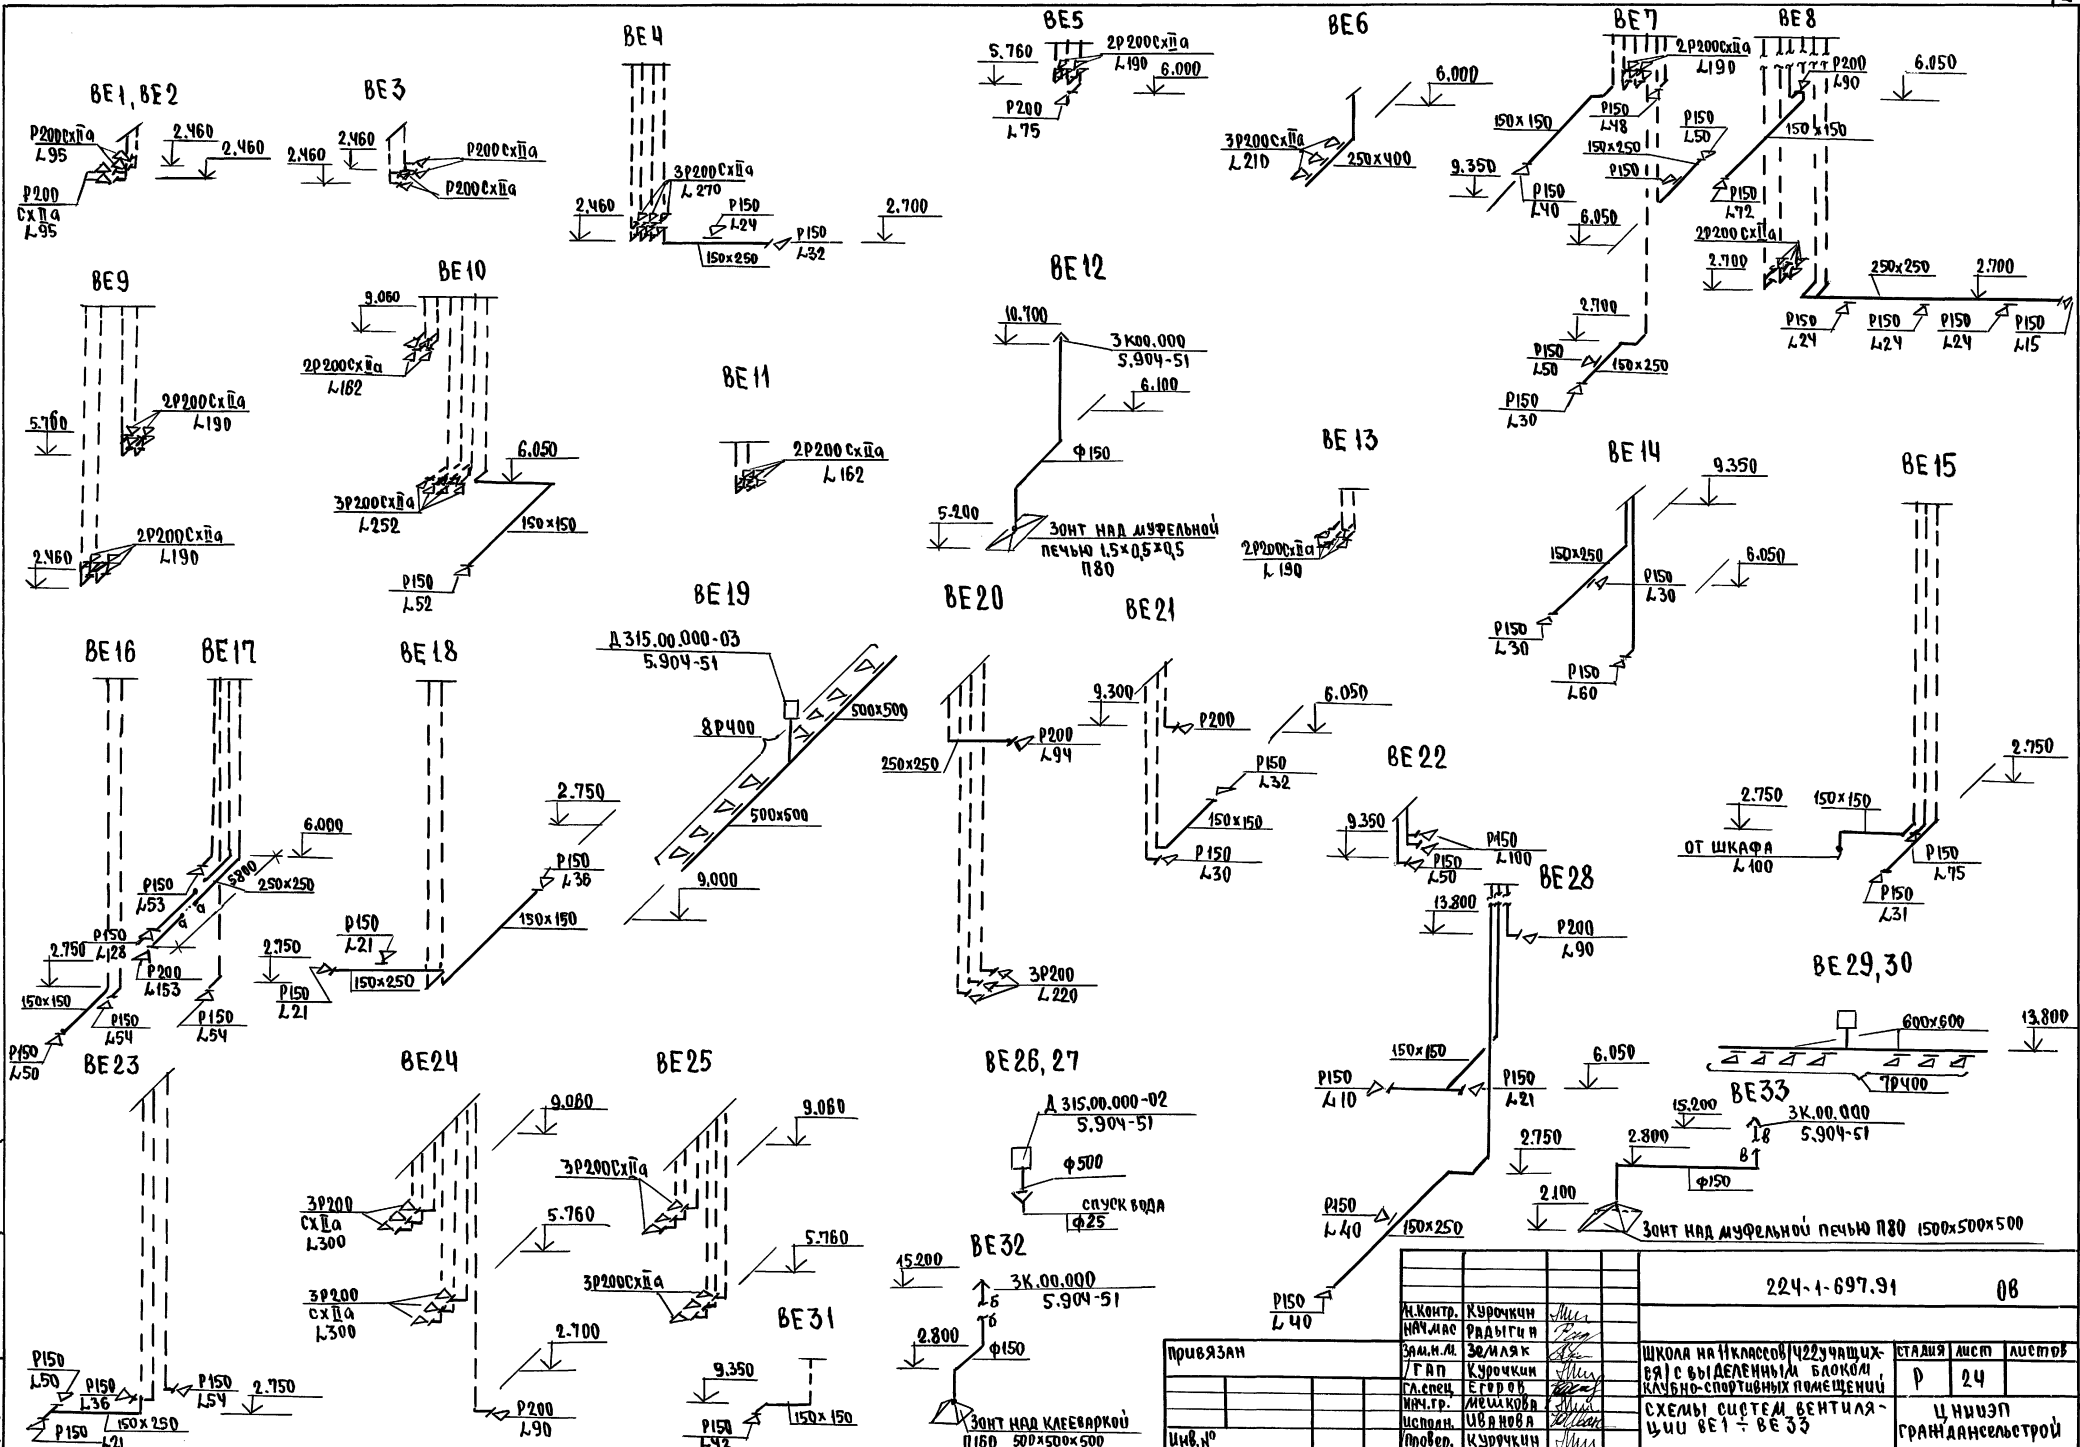 ВЕ1, ВЕ2
Р200СхIIа
L95
2.460
2.460
Р200
СхIIа
L95
ВЕ3
2.460
2.460
Р200СхIIа
Р200СхIIа
ВЕ4
3Р200СхIIа
L270
2.460
Р150
L24
Р150
L32
150х250
2.700
ВЕ5
5.760
2Р200СхIIа
L190
6.000
Р200
L75
ВЕ6
6.000
3Р200СхIIа
L210
250х400
ВЕ7
2Р200СхIIа
L190
150х150
Р150
L48
Р150
L50
150х250
Р150
9.350
Р150
L40
6.050
2.700
Р150
L50
150х250
Р150
L30
ВЕ8
Р200
L90
6.050
150х150
Р150
L72
2Р200СхIIа
2.700
250х250
2.700
Р150
L24
Р150
L24
Р150
L24
Р150
L15
ВЕ9
5.760
2Р200СхIIа
L190
2.460
2Р200СхIIа
L190
ВЕ10
9.060
2Р200СхIIа
L162
6.050
3Р200СхIIа
L252
150х150
Р150
L52
ВЕ11
2Р200СхIIа
L162
ВЕ12
10.700
3К00.000
5.904-51
6.100
ф150
5.200
ЗОНТ НАД МУФЕЛЬНОЙ
ПЕЧЬЮ 1.5×0,5×0,5
П80
ВЕ13
2Р200СхIIа
L190
ВЕ14
9.350
150х250
Р150
L30
6.050
Р150
L30
Р150
L60
ВЕ15
2.750
2.750
150х150
ОТ ШКАФА
L100
Р150
L75
Р150
L31
ВЕ16
2.750
150х150
Р150
L54
Р150
L50
ВЕ17
6.000
5800
250х250
Р150
L53
а
а
Р150
L28
Р200
L153
Р150
L54
ВЕ18
2.750
Р150
L36
150х150
2.750
Р150
L21
150х250
Р150
L21
ВЕ19
Д315.00.000-03
5.904-51
8Р400
500х500
500х500
9.000
ВЕ20
250х250
Р200
L94
3Р200
L220
ВЕ21
9.300
Р200
6.050
Р150
L32
150х150
Р150
L30
ВЕ22
9.350
Р150
L100
Р150
L50
ВЕ28
13.800
Р200
L90
150х150
Р150
L10
Р150
L21
6.050
2.750
Р150
L40
150х250
Р150
L40
ВЕ29,30
600х600
13.800
7Р400
ВЕ23
Р150
L50
Р150
L36
Р150
L54
2.750
150х250
Р150
L21
ВЕ24
9.060
3Р200
СхIIа
L300
5.760
3Р200
СхIIа
L300
2.700
Р200
L90
ВЕ25
9.060
3Р200СхIIа
5.760
3Р200СхIIа
ВЕ26,27
Д315.00.000-02
5.904-51
ф500
СПУСК ВОДА
ф25
ВЕ31
9.350
150х150
Р150
L42
ВЕ32
15.200
3К.00.000
5.904-51
Б
Б
2.800
ф150
ЗОНТ НАД КЛЕЕВАРКОЙ
П160 500×500×500
ВЕ33
15.200
3К.00.000
5.904-51
В
В
2.800
ф150
2.100
ЗОНТ НАД МУФЕЛЬНОЙ ПЕЧЬЮ П80 1500×500×500
ПРИВЯЗАН
ИНВ.№
Н.КОНТР. КУРОЧКИН
НАЧ.МАС РАДЫГИН
ЗАМ.Н.М. ЗЕМЛЯК
ГАП КУРОЧКИН
ГЛ.СПЕЦ ЕГОРОВ
НАЧ.ГР. МЕШКОВА
ИСПОЛН. ИВАНОВА
ПРОВЕР. КУРОЧКИН
224-1-697.91 ОВ
ШКОЛА НА 11 КЛАССОВ (422 УЧАЩИХ-
СЯ) С ВЫДЕЛЕННЫМ БЛОКОМ
КЛУБНО-СПОРТИВНЫХ ПОМЕЩЕНИЙ
СТАДИЯ ЛИСТ ЛИСТОВ
Р 24
СХЕМЫ СИСТЕМ ВЕНТИЛЯ-
ЦИИ ВЕ1 ÷ ВЕ33
ЦНИИЭП
ГРАЖДАНСЕЛЬСТРОЙ